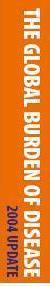 THE GLOBAL BURDEN OF DISEASE
2004 UPDATE